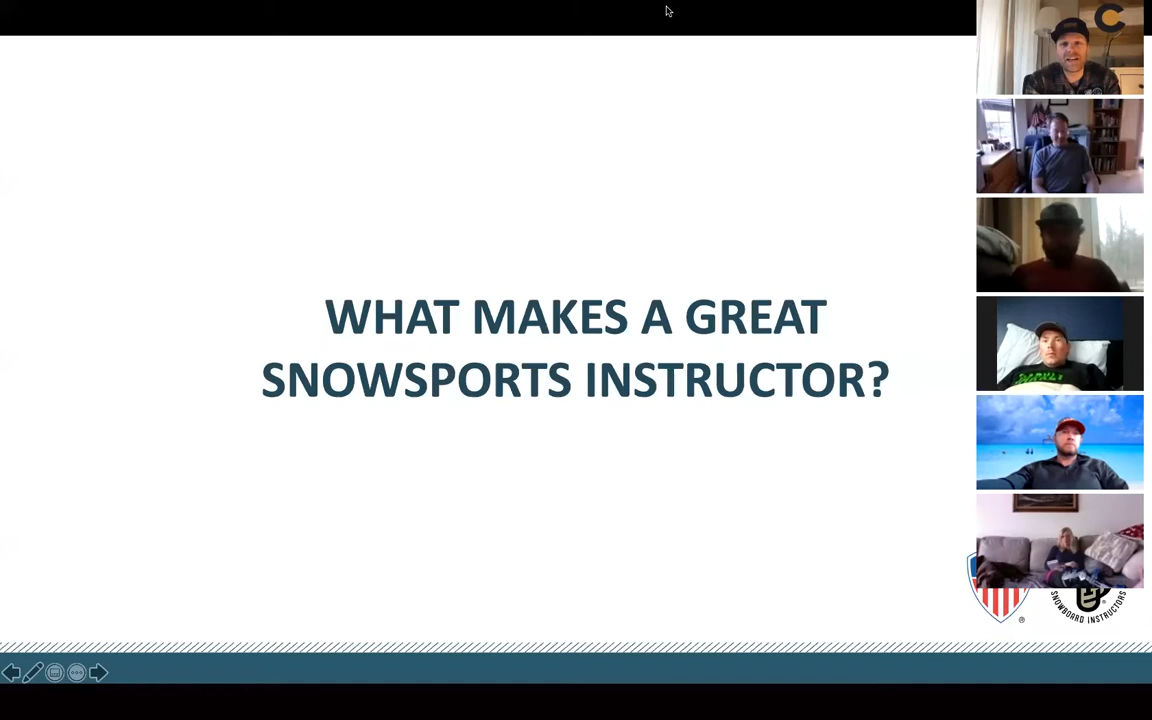 WHAT MAKES A GREAT
SNOWSPORTS INSTRUCTOR?
SNOWBOARD INSTRUCTORS
®